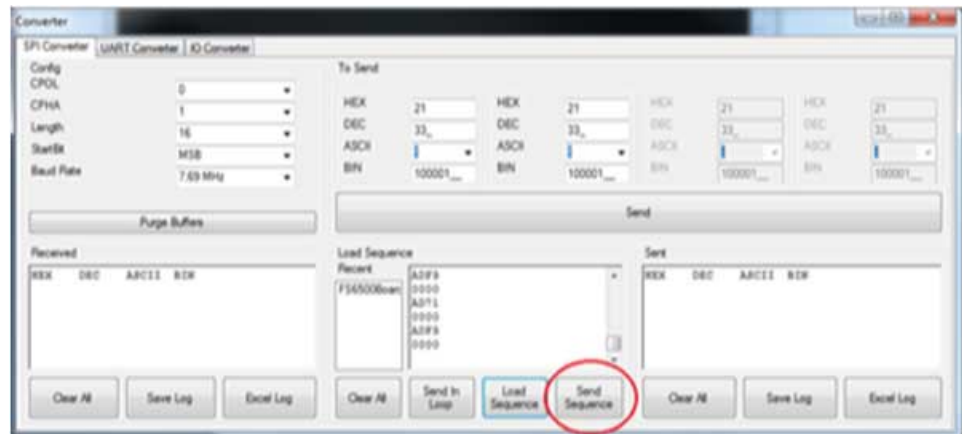 Converter
SPI Converter UART Converter IO Converter
Config
CPOL 0
CPHA 1
Length 16
StartBit MSB
Baud Rate 7.69 MHz
Purge Buffers
To Send
HEX 21 HEX 21 HEX 21 HEX 21
DEC 33_ DEC 33_ DEC 33_ DEC 33_
ASCII ASCII ASCII ASCII
BIN 100001__ BIN 100001__ BIN 100001__ BIN 100001__
Send
Received
HEX DEC ASCII BIN
Clear All Save Log Excel Log
Load Sequence
Recent
FS6500Boan
0000
0000
0000
Clear All Send In Loop Load Sequence Send Sequence
Sent
HEX DEC ASCII BIN
Clear All Save Log Excel Log